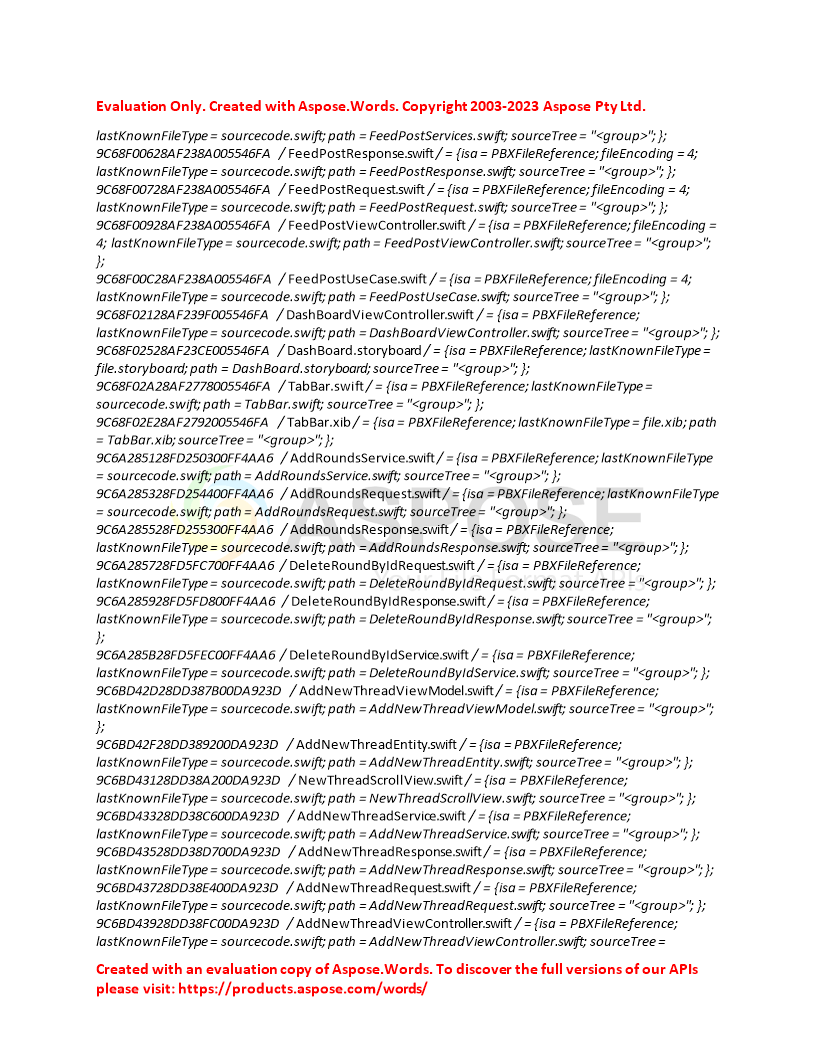 Evaluation Only. Created with Aspose.Words. Copyright 2003-2023 Aspose Pty Ltd.
lastKnownFileType = sourcecode.swift; path = FeedPostServices.swift; sourceTree = "<group>"; };
9C68F00628AF238A005546FA / FeedPostResponse.swift / = {isa = PBXFileReference; fileEncoding = 4;
lastKnownFileType = sourcecode.swift; path = FeedPostResponse.swift; sourceTree = "<group>"; };
9C68F00728AF238A005546FA / FeedPostRequest.swift / = {isa = PBXFileReference; fileEncoding = 4;
lastKnownFileType = sourcecode.swift; path = FeedPostRequest.swift; sourceTree = "<group>"; };
9C68F00928AF238A005546FA / FeedPostViewController.swift / = {isa = PBXFileReference; fileEncoding =
4; lastKnownFileType = sourcecode.swift; path = FeedPostViewController.swift; sourceTree = "<group>";
};
9C68F00C28AF238A005546FA / FeedPostUseCase.swift / = {isa = PBXFileReference; fileEncoding = 4;
lastKnownFileType = sourcecode.swift; path = FeedPostUseCase.swift; sourceTree = "<group>"; };
9C68F02128AF239F005546FA / DashBoardViewController.swift / = {isa = PBXFileReference;
lastKnownFileType = sourcecode.swift; path = DashBoardViewController.swift; sourceTree = "<group>"; };
9C68F02528AF23CE005546FA / DashBoard.storyboard / = {isa = PBXFileReference; lastKnownFileType =
file.storyboard; path = DashBoard.storyboard; sourceTree = "<group>"; };
9C68F02A28AF2778005546FA / TabBar.swift / = {isa = PBXFileReference; lastKnownFileType =
sourcecode.swift; path = TabBar.swift; sourceTree = "<group>"; };
9C68F02E28AF2792005546FA / TabBar.xib / = {isa = PBXFileReference; lastKnownFileType = file.xib; path
= TabBar.xib; sourceTree = "<group>"; };
9C6A285128FD250300FF4AA6 / AddRoundsService.swift / = {isa = PBXFileReference; lastKnownFileType
= sourcecode.swift; path = AddRoundsService.swift; sourceTree = "<group>"; };
9C6A285328FD254400FF4AA6 / AddRoundsRequest.swift / = {isa = PBXFileReference; lastKnownFileType
= sourcecode.swift; path = AddRoundsRequest.swift; sourceTree = "<group>"; };
9C6A285528FD255300FF4AA6 / AddRoundsResponse.swift / = {isa = PBXFileReference;
lastKnownFileType = sourcecode.swift; path = AddRoundsResponse.swift; sourceTree = "<group>"; };
9C6A285728FD5FC700FF4AA6 / DeleteRoundByIdRequest.swift / = {isa = PBXFileReference;
lastKnownFileType = sourcecode.swift; path = DeleteRoundByIdRequest.swift; sourceTree = "<group>"; };
9C6A285928FD5FD800FF4AA6 / DeleteRoundByIdResponse.swift / = {isa = PBXFileReference;
lastKnownFileType = sourcecode.swift; path = DeleteRoundByIdResponse.swift; sourceTree = "<group>";
};
9C6A285B28FD5FEC00FF4AA6 / DeleteRoundByIdService.swift / = {isa = PBXFileReference;
lastKnownFileType = sourcecode.swift; path = DeleteRoundByIdService.swift; sourceTree = "<group>"; };
9C6BD42D28DD387B00DA923D / AddNewThreadViewModel.swift / = {isa = PBXFileReference;
lastKnownFileType = sourcecode.swift; path = AddNewThreadViewModel.swift; sourceTree = "<group>";
};
9C6BD42F28DD389200DA923D / AddNewThreadEntity.swift / = {isa = PBXFileReference;
lastKnownFileType = sourcecode.swift; path = AddNewThreadEntity.swift; sourceTree = "<group>"; };
9C6BD43128DD38A200DA923D / NewThreadScrollView.swift / = {isa = PBXFileReference;
lastKnownFileType = sourcecode.swift; path = NewThreadScrollView.swift; sourceTree = "<group>"; };
9C6BD43328DD38C600DA923D / AddNewThreadService.swift / = {isa = PBXFileReference;
lastKnownFileType = sourcecode.swift; path = AddNewThreadService.swift; sourceTree = "<group>"; };
9C6BD43528DD38D700DA923D / AddNewThreadResponse.swift / = {isa = PBXFileReference;
lastKnownFileType = sourcecode.swift; path = AddNewThreadResponse.swift; sourceTree = "<group>"; };
9C6BD43728DD38E400DA923D / AddNewThreadRequest.swift / = {isa = PBXFileReference;
lastKnownFileType = sourcecode.swift; path = AddNewThreadRequest.swift; sourceTree = "<group>"; };
9C6BD43928DD38FC00DA923D / AddNewThreadViewController.swift / = {isa = PBXFileReference;
lastKnownFileType = sourcecode.swift; path = AddNewThreadViewController.swift; sourceTree =
ASPOSE
Created with an evaluation copy of Aspose.Words. To discover the full versions of our APIs
please visit: https://products.aspose.com/words/